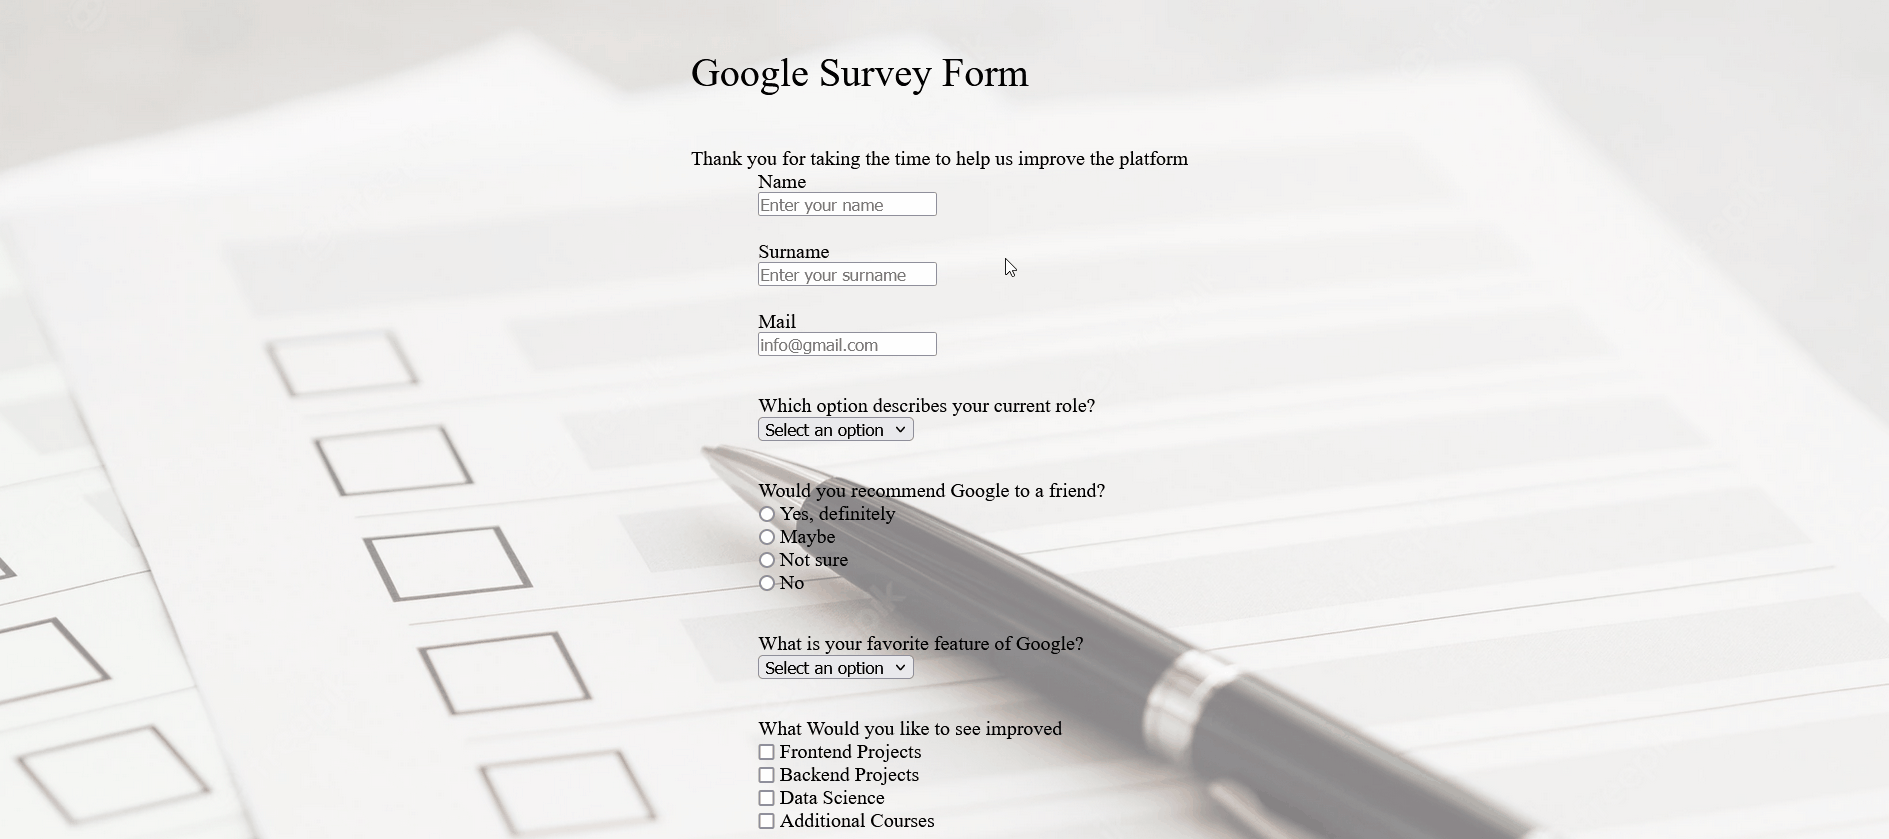 Google Survey Form
Thank you for taking the time to help us improve the platform
Name
Enter your name
Surname
Enter your surname
Mail
info@gmail.com
Which option describes your current role?
Select an option
Would you recommend Google to a friend?
Yes, definitely
Maybe
Not sure
No
What is your favorite feature of Google?
Select an option
What Would you like to see improved
Frontend Projects
Backend Projects
Data Science
Additional Courses